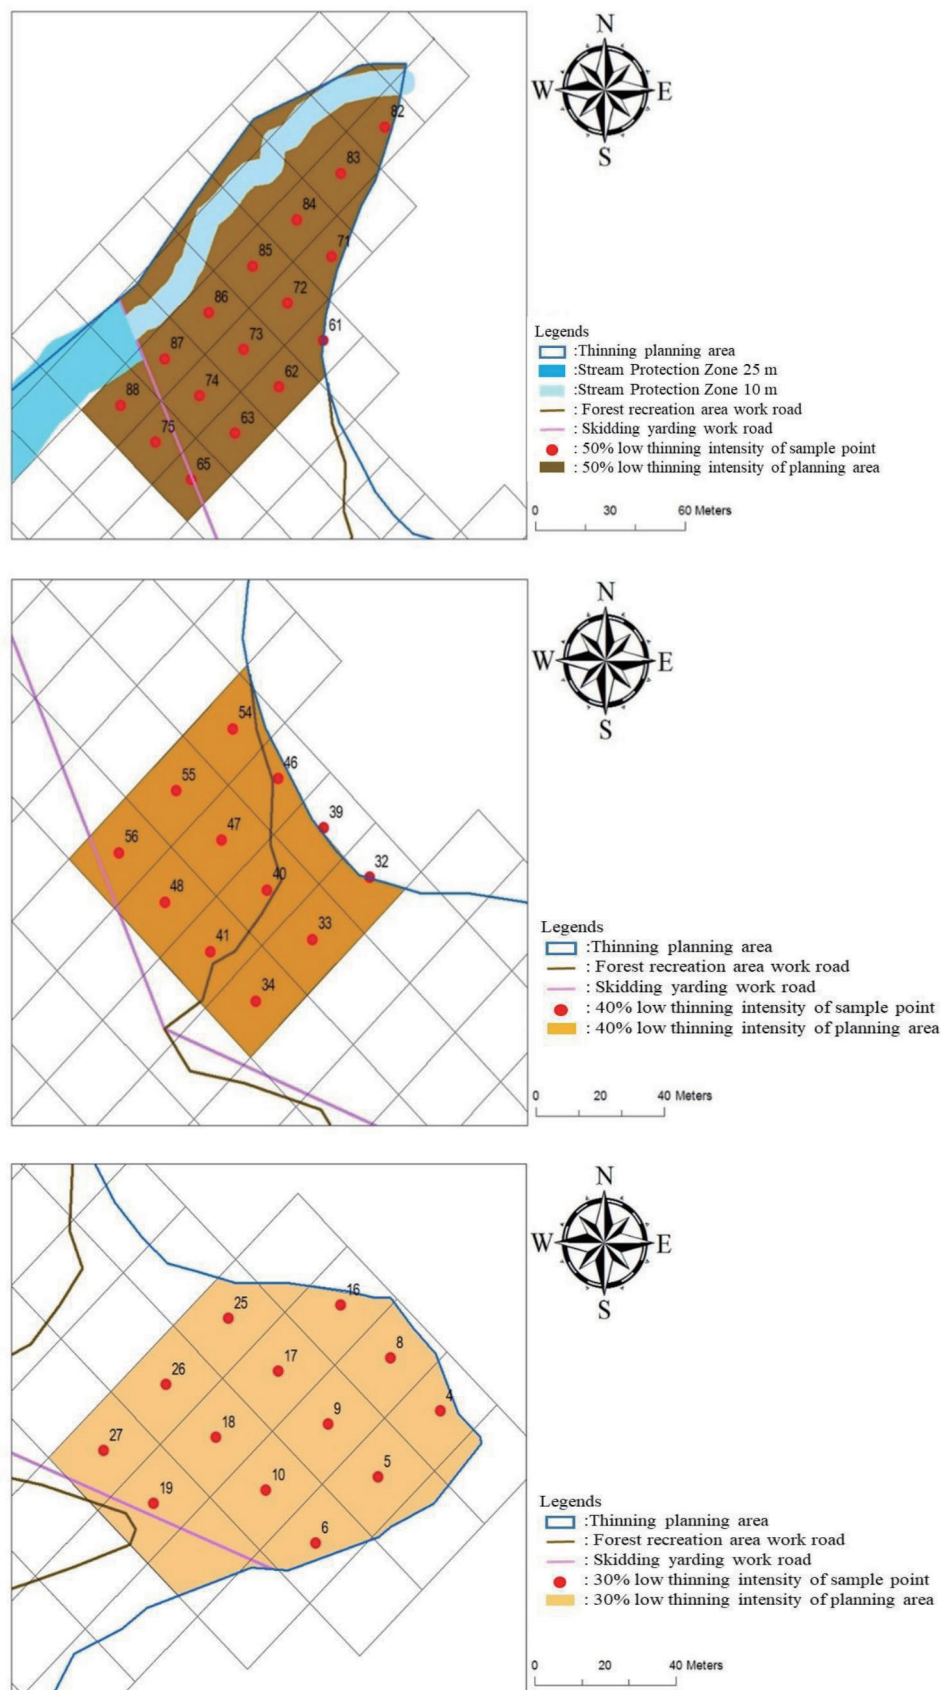 N
W E
S
82
83
84
71
85
72
86
61
73
87
62
74
88
63
75
65
Legends
:Thinning planning area
:Stream Protection Zone 25 m
:Stream Protection Zone 10 m
: Forest recreation area work road
: Skidding yarding work road
: 50% low thinning intensity of sample point
: 50% low thinning intensity of planning area
0 30 60 Meters
N
W E
S
54
46
55
39
47
56
32
40
48
33
41
34
Legends
:Thinning planning area
: Forest recreation area work road
: Skidding yarding work road
: 40% low thinning intensity of sample point
: 40% low thinning intensity of planning area
0 20 40 Meters
N
W E
S
16
25
8
17
26
4
9
18
27
5
10
19
6
Legends
:Thinning planning area
: Forest recreation area work road
: Skidding yarding work road
: 30% low thinning intensity of sample point
: 30% low thinning intensity of planning area
0 20 40 Meters